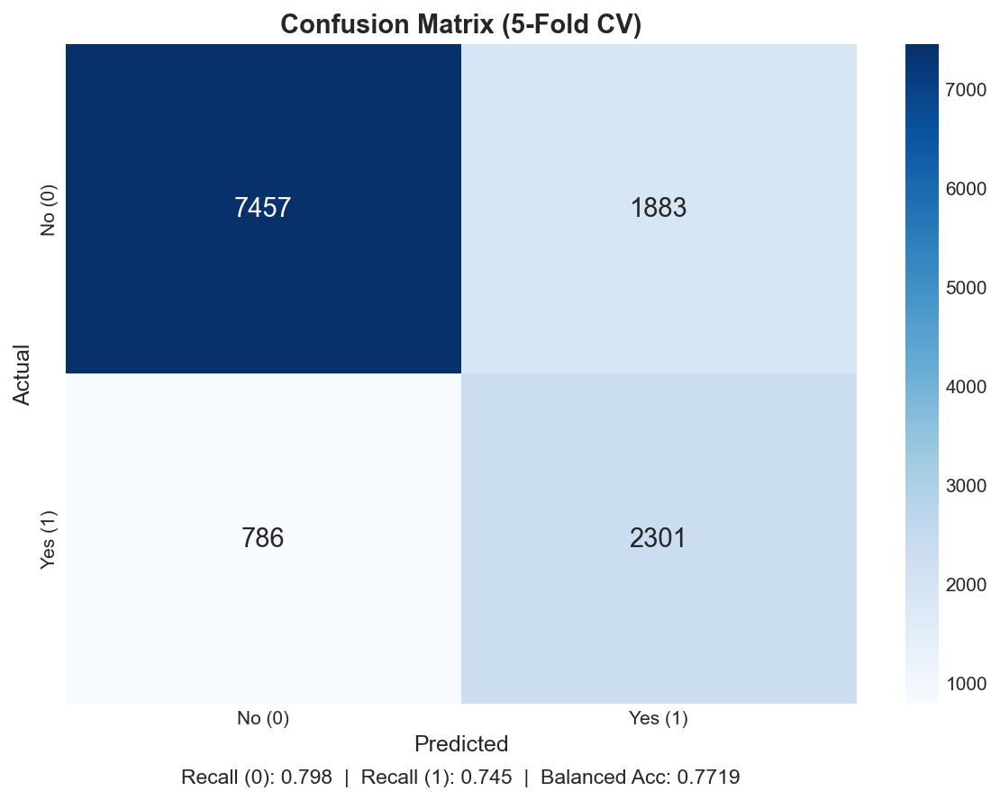 Confusion Matrix (5-Fold CV)
7457
1883
786
2301
No (0)
Yes (1)
Actual
No (0)
Yes (1)
Predicted
7000
6000
5000
4000
3000
2000
1000
Recall (0): 0.798 | Recall (1): 0.745 | Balanced Acc: 0.7719